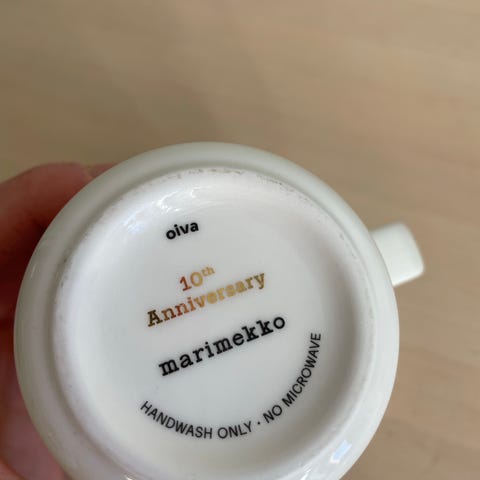 oiva
10th
Anniversary
marimekko
HANDWASH ONLY · NO MICROWAVE